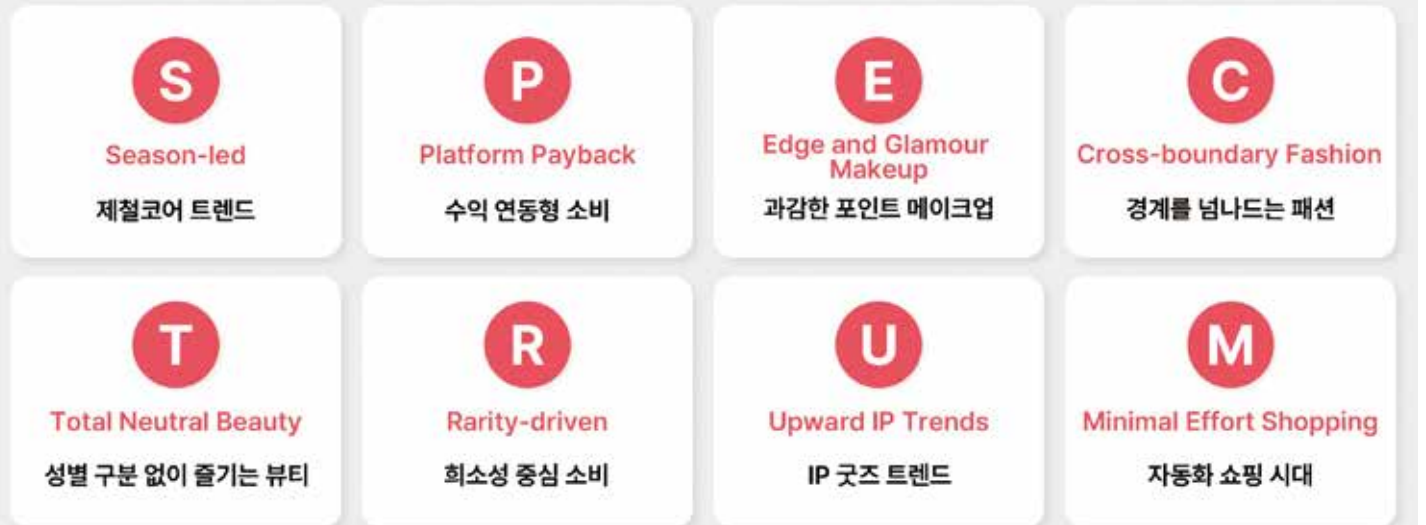 S
Season-led
제철코어 트렌드
P
Platform Payback
수익 연동형 소비
E
Edge and Glamour
Makeup
과감한 포인트 메이크업
C
Cross-boundary Fashion
경계를 넘나드는 패션
T
Total Neutral Beauty
성별 구분 없이 즐기는 뷰티
R
Rarity-driven
희소성 중심 소비
U
Upward IP Trends
IP 굿즈 트렌드
M
Minimal Effort Shopping
자동화 쇼핑 시대